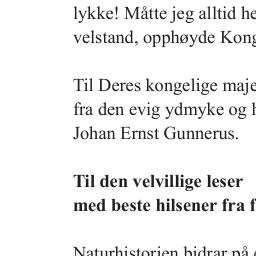 lykke! Måtte jeg alltid he
velstand, opphøyde Kong
Til Deres kongelige maje
fra den evig ydmyke og h
Johan Ernst Gunnerus.
Til den velvillige leser
med beste hilsener fra f
Naturhistorien bidrar på